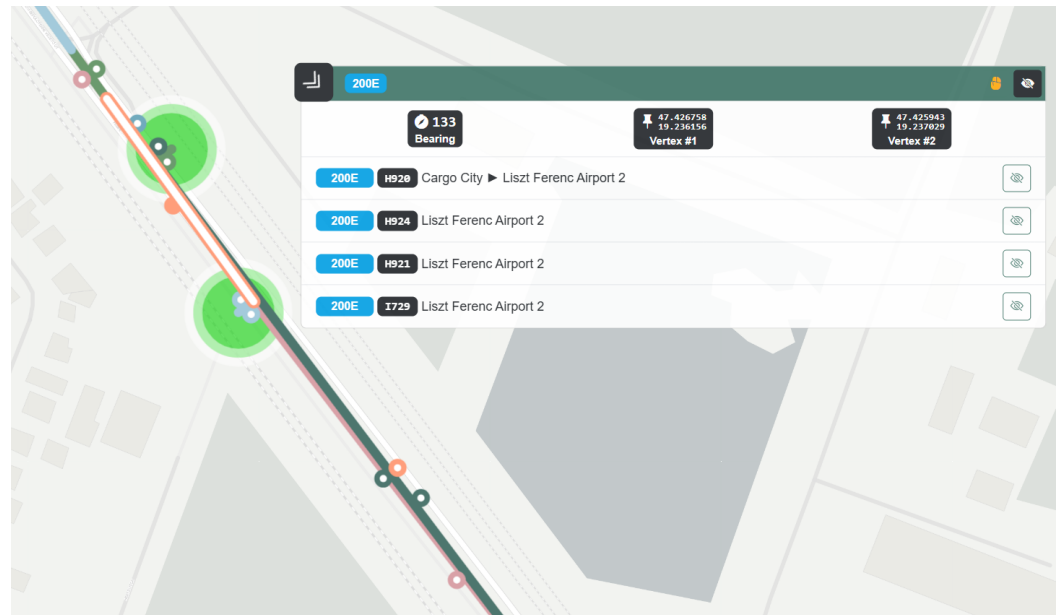 200E
133
Bearing
47.426758
19.236156
Vertex #1
47.425943
19.237029
Vertex #2
200E H920 Cargo City ► Liszt Ferenc Airport 2
200E H924 Liszt Ferenc Airport 2
200E H921 Liszt Ferenc Airport 2
200E I729 Liszt Ferenc Airport 2